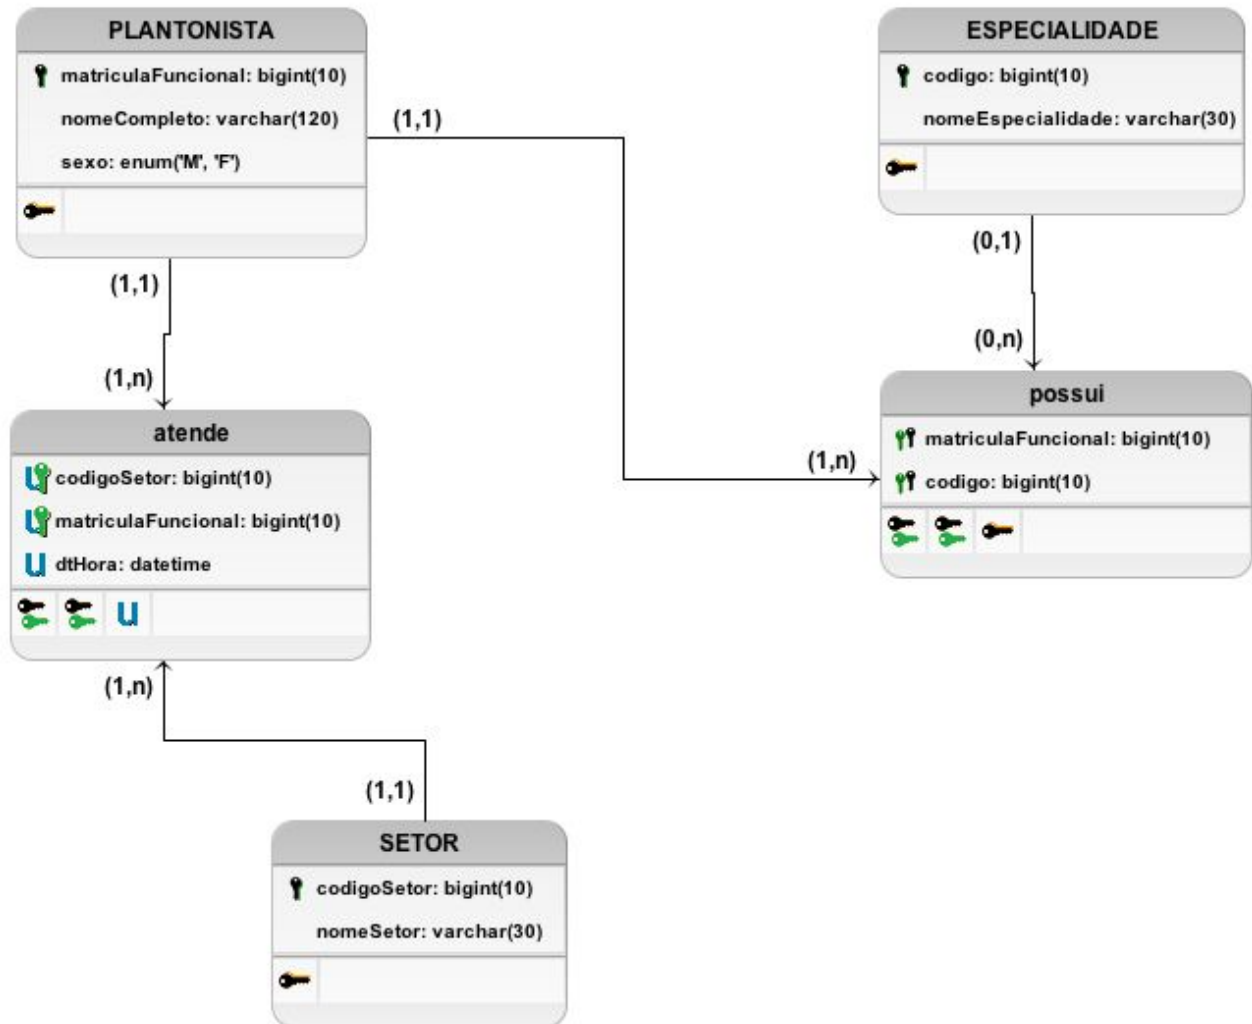 PLANTONISTA
matriculaFuncional: bigint(10)
nomeCompleto: varchar(120)
sexo: enum('M', 'F')
(1,1)
(1,1)
ESPECIALIDADE
codigo: bigint(10)
nomeEspecialidade: varchar(30)
(0,1)
(0,n)
(1,n)
atende
U codigoSetor: bigint(10)
U matriculaFuncional: bigint(10)
U dtHora: datetime
U
(1,n)
possui
matriculaFuncional: bigint(10)
codigo: bigint(10)
(1,n)
(1,1)
SETOR
codigoSetor: bigint(10)
nomeSetor: varchar(30)